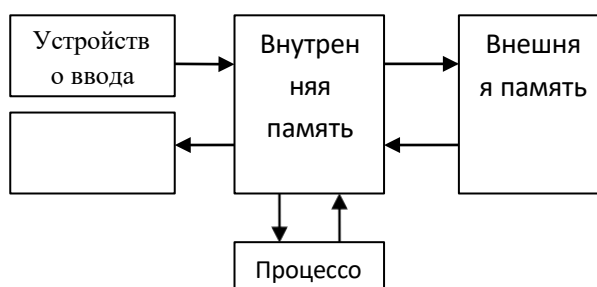 Устройств
о ввода
Внутрен
няя
память
Внешня
я память
Процессо